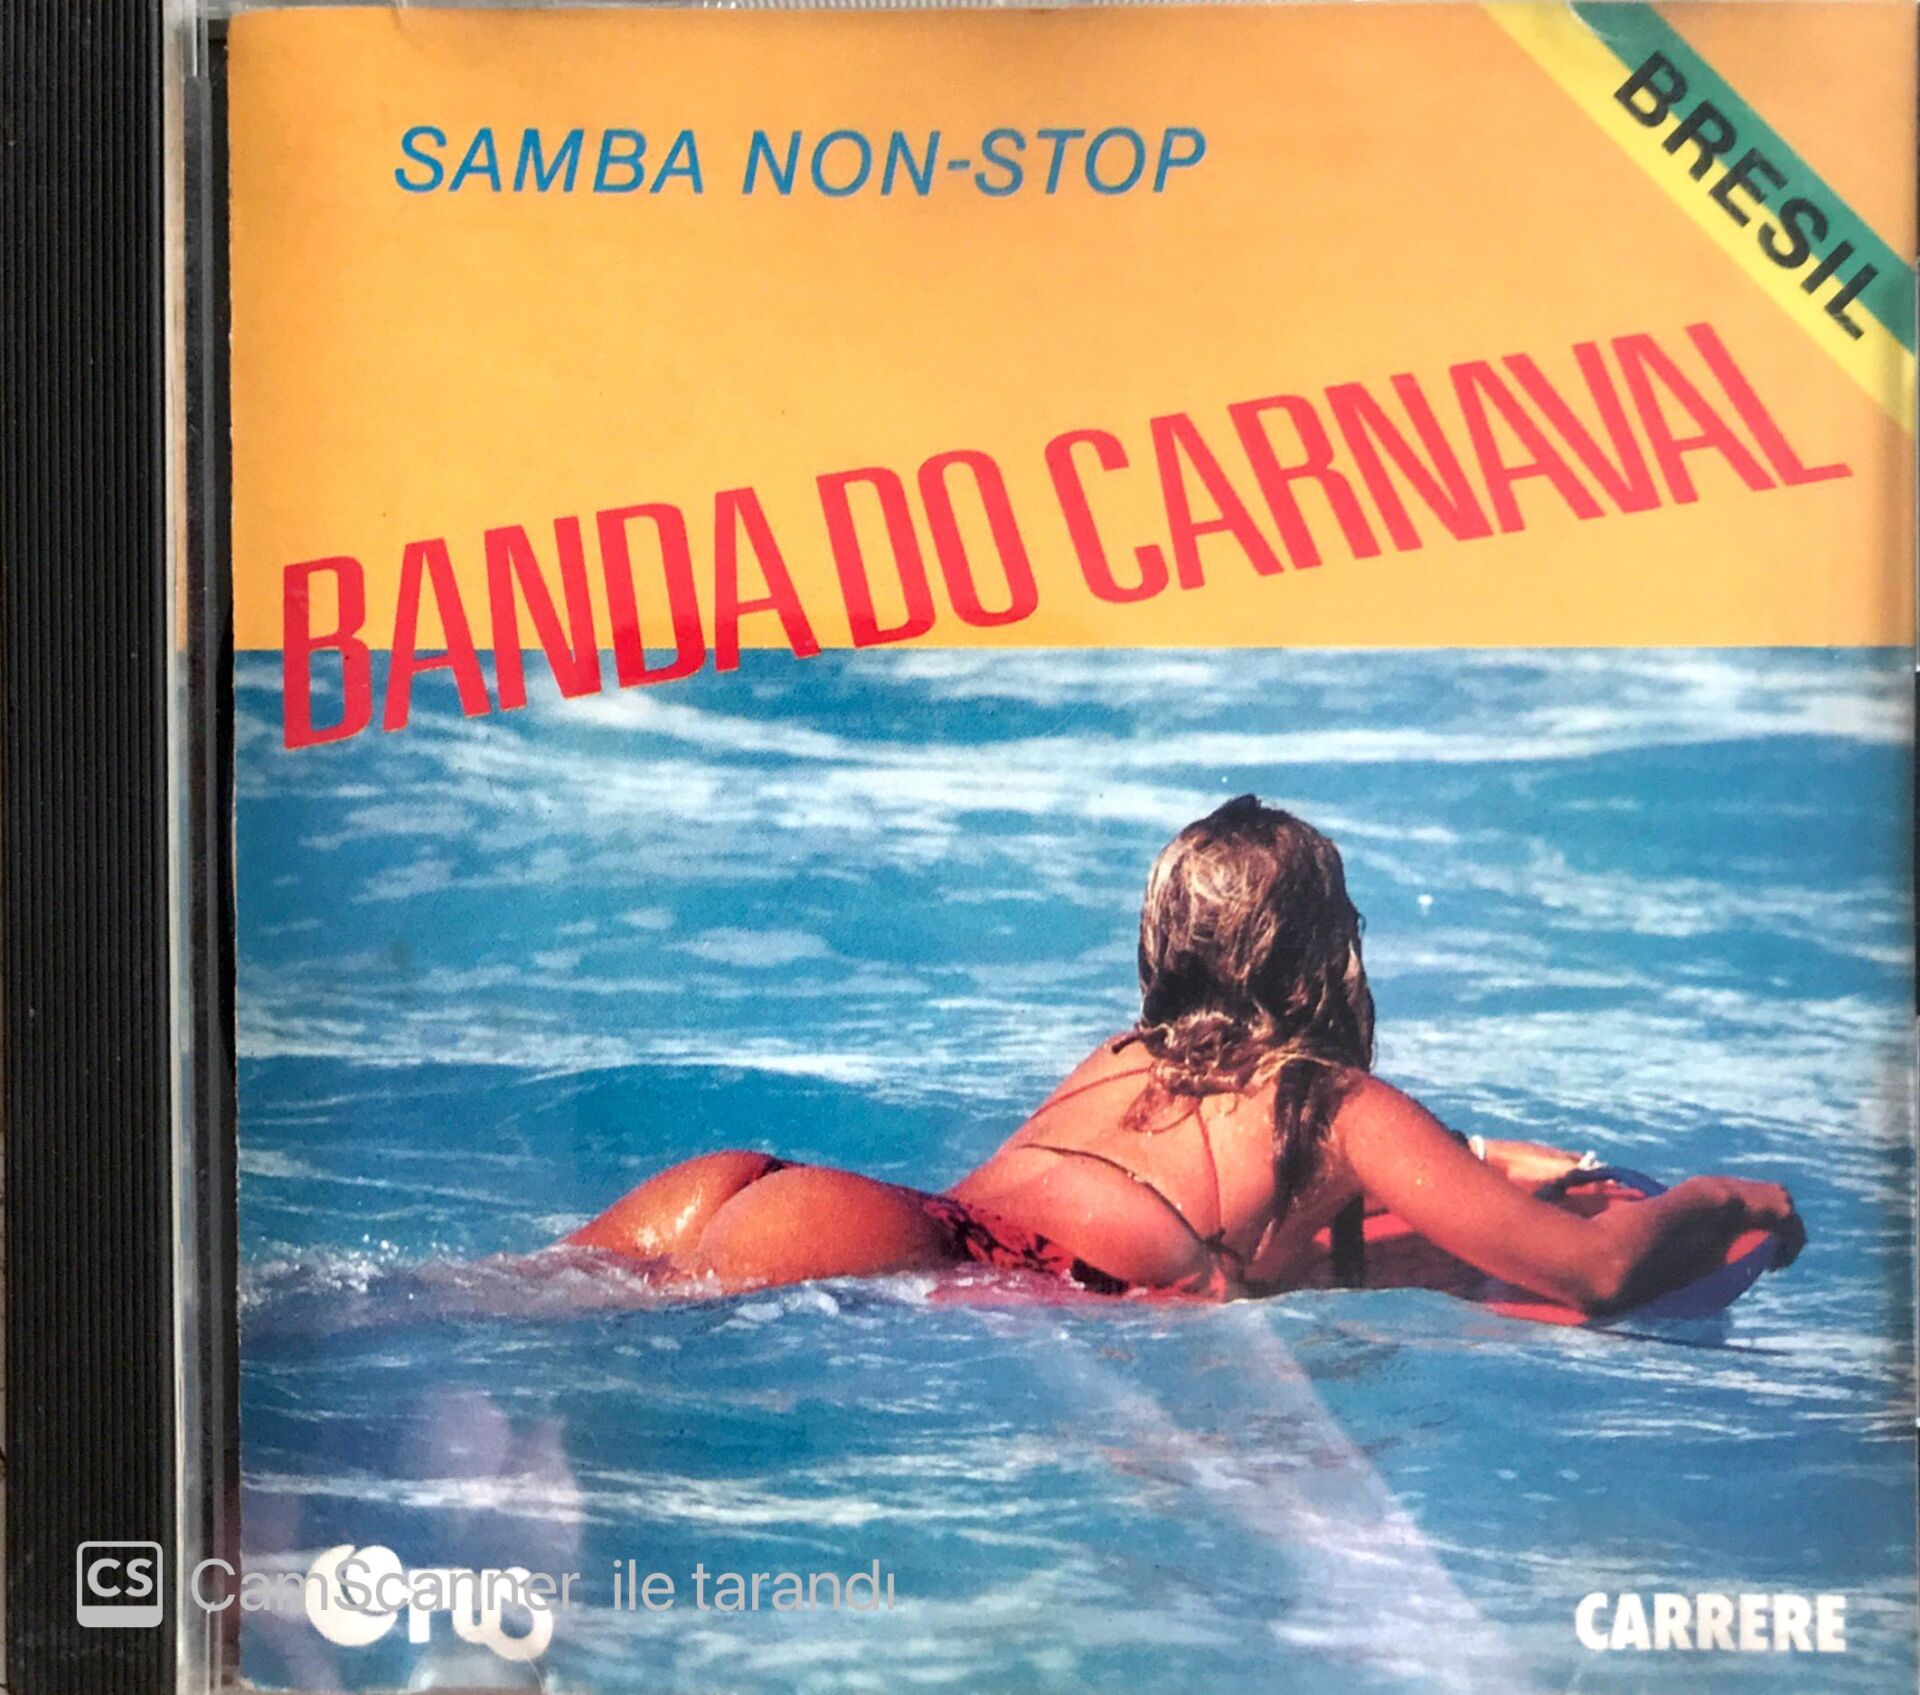 SAMBA NON-STOP
BRESIL
BANDA DO CARNAVAL
CS CamScanner ile tarandı
CARRERE